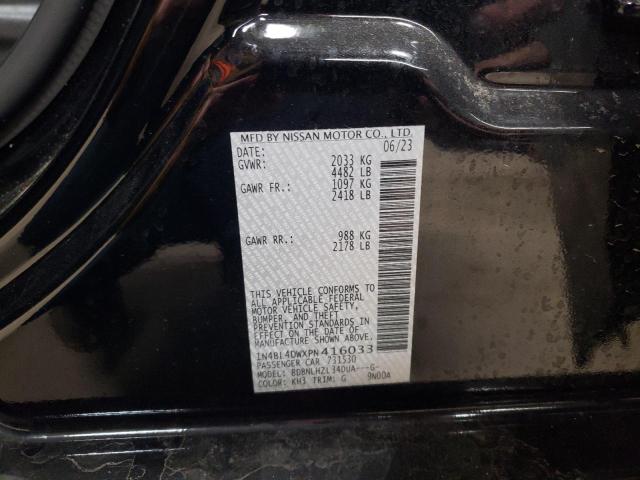 MFD BY NISSAN MOTOR CO., LTD.
DATE: 06/23
GVWR: 2033 KG
4482 LB
GAWR FR.: 1097 KG
2418 LB
GAWR RR.: 988 KG
2178 LB
THIS VEHICLE CONFORMS TO
ALL APPLICABLE FEDERAL
MOTOR VEHICLE SAFETY,
BUMPER, AND THEFT
PREVENTION STANDARDS
IN EFFECT ON THE DATE OF
MANUFACTURE SHOWN ABOVE.
1N4BL4DWXPN416033
PASSENGER CAR 731530
MODEL: BDBNLHZL34DUA---G-
COLOR: KH3 TRIM: G 9N00A